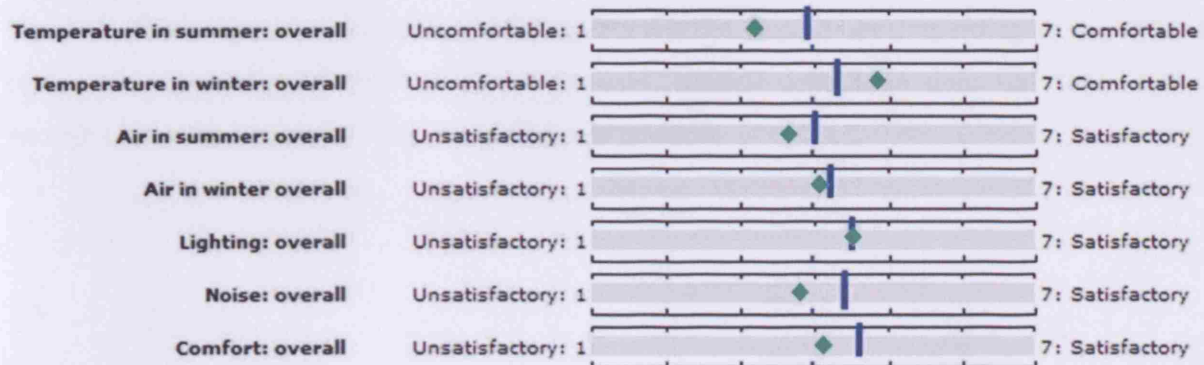 Temperature in summer: overall Uncomfortable: 1 7: Comfortable
Temperature in winter: overall Uncomfortable: 1 7: Comfortable
Air in summer: overall Unsatisfactory: 1 7: Satisfactory
Air in winter overall Unsatisfactory: 1 7: Satisfactory
Lighting: overall Unsatisfactory: 1 7: Satisfactory
Noise: overall Unsatisfactory: 1 7: Satisfactory
Comfort: overall Unsatisfactory: 1 7: Satisfactory